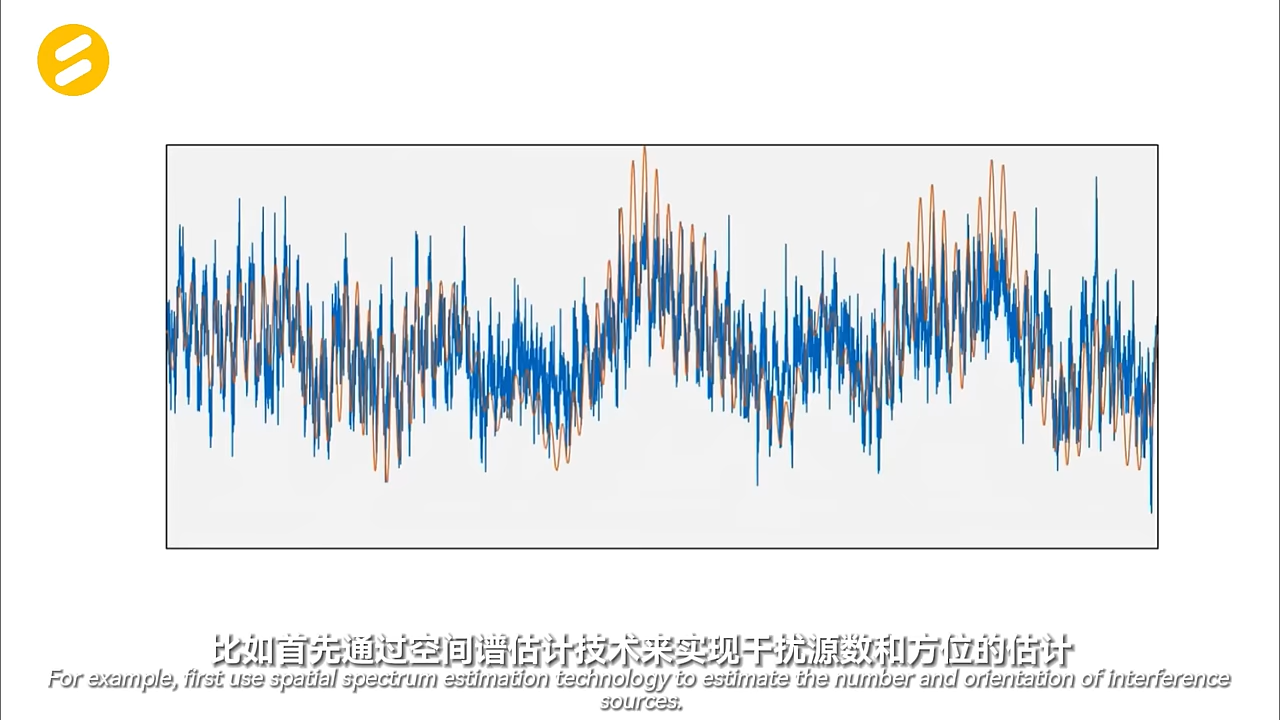 比如首先通过空间谱估计技术来实现干扰源数和方位的估计
For example, first use spatial spectrum estimation technology to estimate the number and orientation of interference
sources.